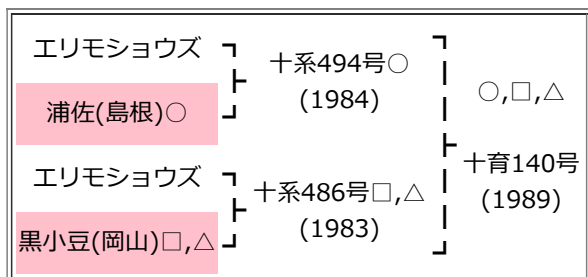 エリモショウズ
浦佐(島根)○
十系494号○
(1984)
エリモショウズ
黒小豆(岡山)□,△
十系486号□,△
(1983)
○,□,△
十育140号
(1989)